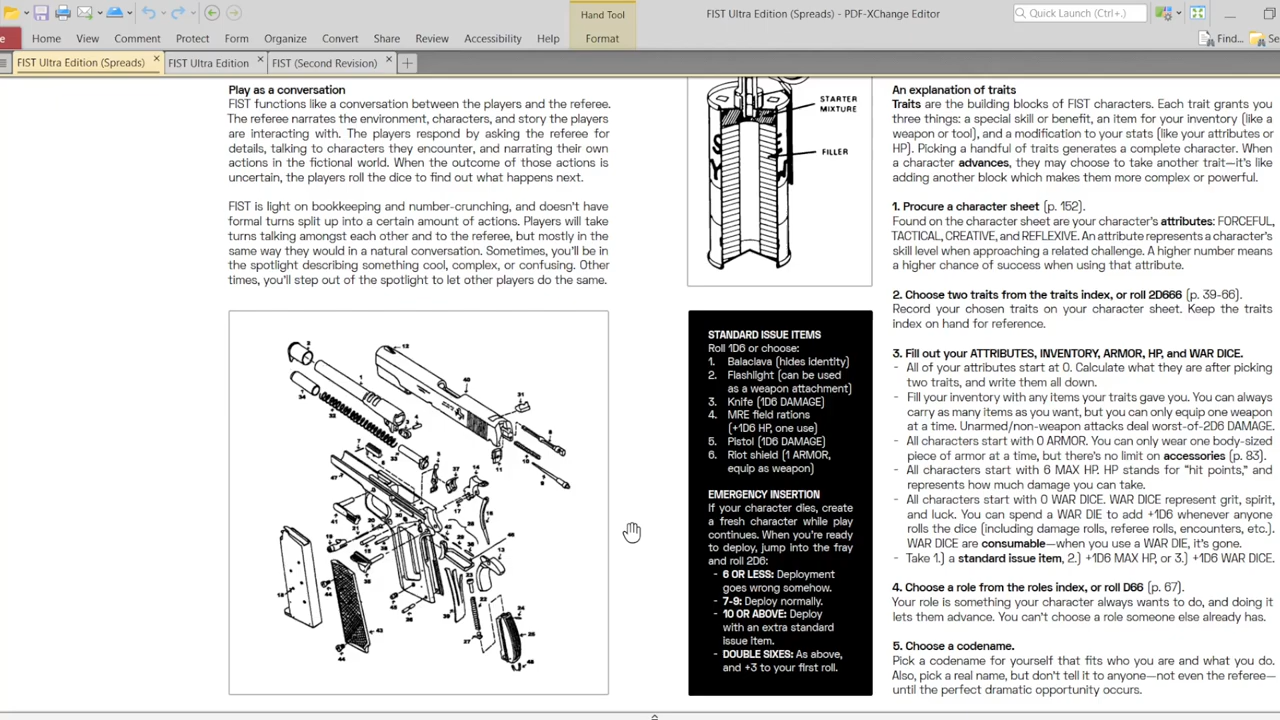 Hand Tool
FIST Ultra Edition (Spreads) - PDF-XChange Editor
Quick Launch (Ctrl+.)
Home View Comment Protect Form Organize Convert Share Review Accessibility Help Format
Find...
FIST Ultra Edition (Spreads) FIST Ultra Edition FIST (Second Revision)
Play as a conversation
FIST functions like a conversation between the players and the referee.
The referee narrates the environment, characters, and story the players
are interacting with. The players respond by asking the referee for
details, talking to characters they encounter, and narrating their own
actions in the fictional world. When the outcome of those actions is
uncertain, the players roll the dice to find out what happens next.
FIST is light on bookkeeping and number-crunching, and doesn't have
formal turns split up into a certain amount of actions. Players will take
turns talking amongst each other and to the referee, but mostly in the
same way they would in a natural conversation. Sometimes, you'll be in
the spotlight describing something cool, complex, or confusing. Other
times, you'll step out of the spotlight to let other players do the same.
STARTER
MIXTURE
FILLER
STANDARD ISSUE ITEMS
Roll 1D6 or choose:
1. Balaclava (hides identity)
2. Flashlight (can be used
as a weapon attachment)
3. Knife (1D6 DAMAGE)
4. MRE field rations
(+1D6 HP, one use)
5. Pistol (1D6 DAMAGE)
6. Riot shield (1 ARMOR,
equip as weapon)
EMERGENCY INSERTION
If your character dies, create
a fresh character while play
continues. When you're ready
to deploy, jump into the fray
and roll 2D6:
- 6 OR LESS: Deployment
goes wrong somehow.
- 7-9: Deploy normally.
- 10 OR ABOVE: Deploy
with an extra standard
issue item.
- DOUBLE SIXES: As above,
and +3 to your first roll.
An explanation of traits
Traits are the building blocks of FIST characters. Each trait grants you
three things: a special skill or benefit, an item for your inventory (like a
weapon or tool), and a modification to your stats (like your attributes or
HP). Picking a handful of traits generates a complete character. When
a character advances, they may choose to take another trait—it's like
adding another block which makes them more complex or powerful.
1. Procure a character sheet (p. 152).
Found on the character sheet are your character's attributes: FORCEFUL,
TACTICAL, CREATIVE, and REFLEXIVE. An attribute represents a character's
skill level when approaching a related challenge. A higher number means
a higher chance of success when using that attribute.
2. Choose two traits from the traits index, or roll 2D666 (p. 39-66).
Record your chosen traits on your character sheet. Keep the traits
index on hand for reference.
3. Fill out your ATTRIBUTES, INVENTORY, ARMOR, HP, and WAR DICE.
- All of your attributes start at 0. Calculate what they are after picking
two traits, and write them all down.
- Fill your inventory with any items your traits gave you. You can always
carry as many items as you want, but you can only equip one weapon
at a time. Unarmed/non-weapon attacks deal worst-of-2D6 DAMAGE.
- All characters start with 0 ARMOR. You can only wear one body-sized
piece of armor at a time, but there's no limit on accessories (p. 83).
- All characters start with 6 MAX HP. HP stands for "hit points," and
represents how much damage you can take.
- All characters start with 0 WAR DICE. WAR DICE represent grit, spirit,
and luck. You can spend a WAR DIE to add +1D6 whenever anyone
rolls the dice (including damage rolls, referee rolls, encounters, etc.).
WAR DICE are consumable—when you use a WAR DIE, it's gone.
- Take 1.) a standard issue item, 2.) +1D6 MAX HP, or 3.) +1D6 WAR DICE.
4. Choose a role from the roles index, or roll D66 (p. 67).
Your role is something your character always wants to do, and doing it
lets them advance. You can't choose a role someone else already has.
5. Choose a codename.
Pick a codename for yourself that fits who you are and what you do.
Also, pick a real name, but don't tell it to anyone—not even the referee—
until the perfect dramatic opportunity occurs.